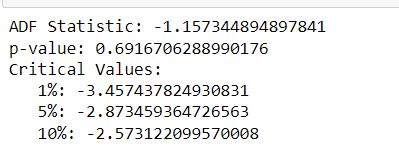 ADF Statistic: -1.157344894897841
p-value: 0.6916706288990176
Critical Values:
1%: -3.457437824930831
5%: -2.873459364726563
10%: -2.573122099570008